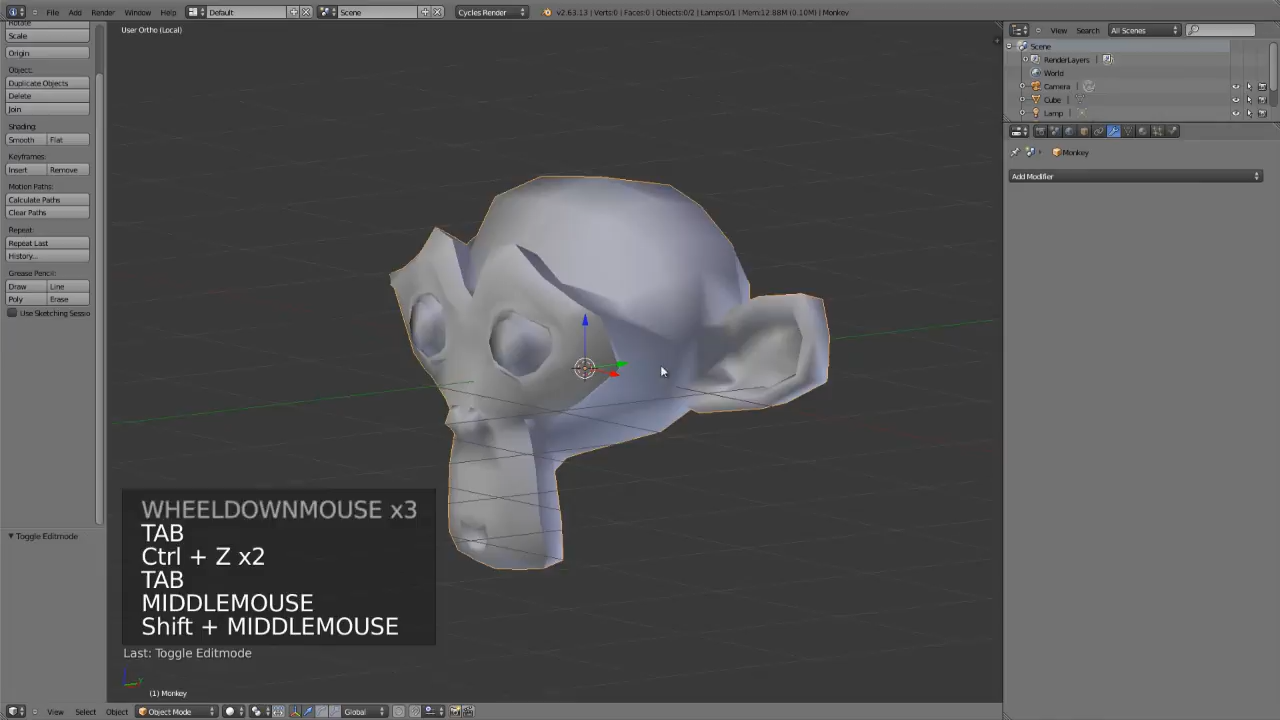 File Add Render Window Help Default Scene Cycles Render v2.63.13 | Verts:0 | Faces:0 | Objects:0/2 | Lamps:0/1 | Mem:12.88M (0.10M) | Monkey
User Ortho (Local)
Rotate
Scale
Origin
Object:
Duplicate Objects
Delete
Join
Shading:
Smooth Flat
Keyframes:
Insert Remove
Motion Paths:
Calculate Paths
Clear Paths
Repeat:
Repeat Last
History...
Grease Pencil:
Draw Line
Poly Erase
Use Sketching Sessio
Toggle Editmode
WHEELDOWNMOUSE x3
TAB
Ctrl + Z x2
TAB
MIDDLEMOUSE
Shift + MIDDLEMOUSE
Last: Toggle Editmode
(1) Monkey
View Select Object Object Mode Global
View Search All Scenes
Scene
RenderLayers
World
Camera
Cube
Lamp
Monkey
Add Modifier